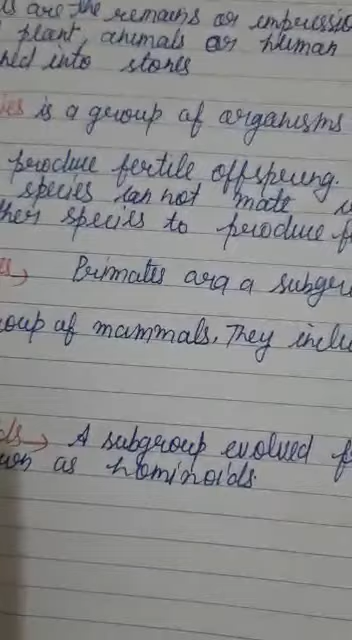 are the remains or impressio
plant, animals or human
into stones
is a group of organisms
produce fertile offspring.
species can not mate
species to produce f
Primates are a subgr
oup of mammals, They inclu
A subgroup evolved f
as hominoids.